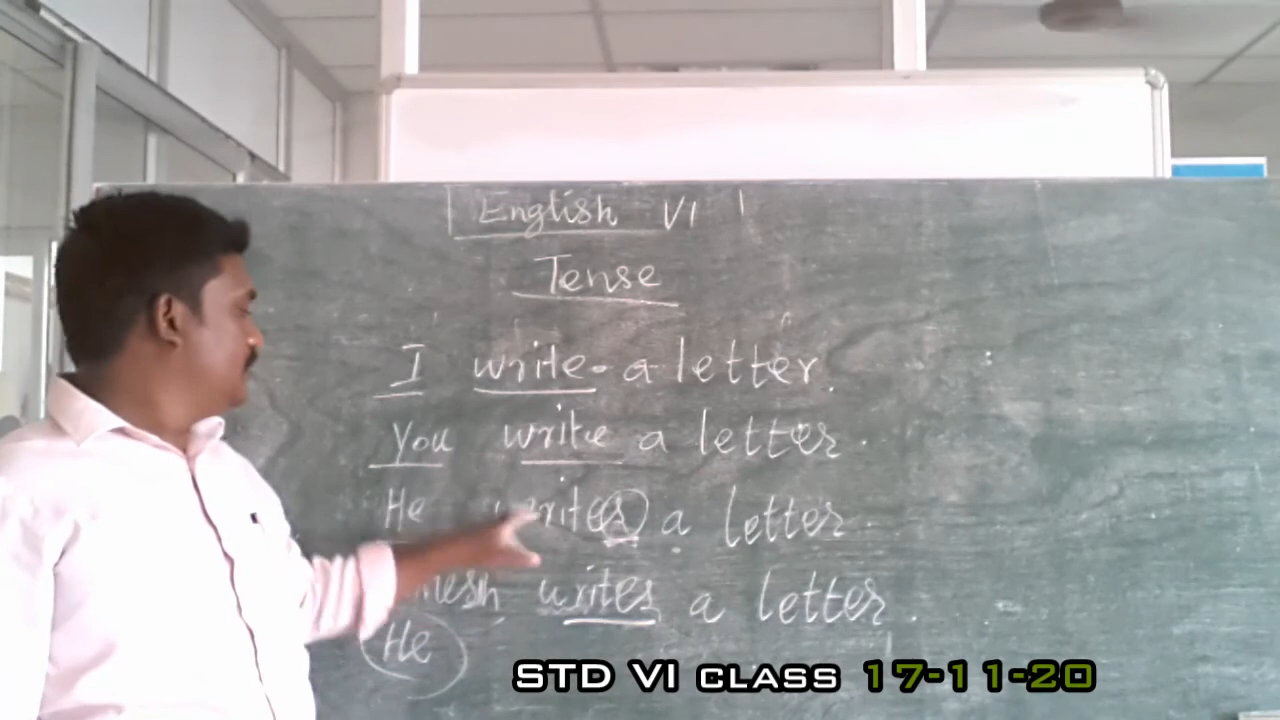 English VI
Tense
I write a letter.
You write a letter.
He writes a letter.
writes a letter.
He
STD VI CLASS 17-11-20